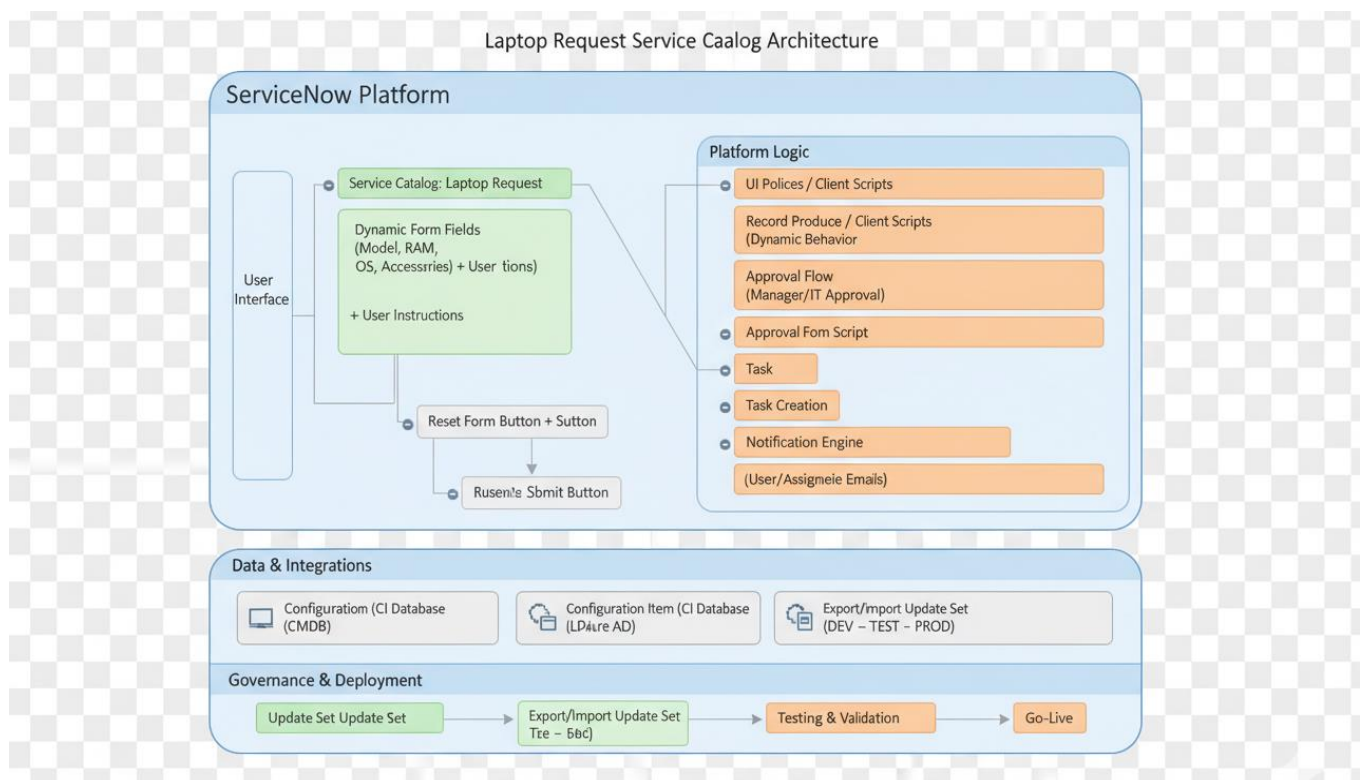 Laptop Request Service Caalog Architecture
ServiceNow Platform
User
Interface
Service Catalog: Laptop Request
Dynamic Form Fields
(Model, RAM,
OS, Accessrries) + User tions)
+ User Instructions
Reset Form Button + Sutton
Sbmit Button
Platform Logic
UI Polices / Client Scripts
Record Produce / Client Scripts
(Dynamic Behavior
Approval Flow
(Manager/IT Approval)
Approval Fom Script
Task
Task Creation
Notification Engine
(User/Assigneie Emails)
Data & Integrations
Configuratiom (CI Database
(CMDB)
Configuration Item (CI Database
AD)
Export/import Update Set
(DEV – TEST – PROD)
Governance & Deployment
Update Set Update Set
Export/Import Update Set
Testing & Validation
Go-Live